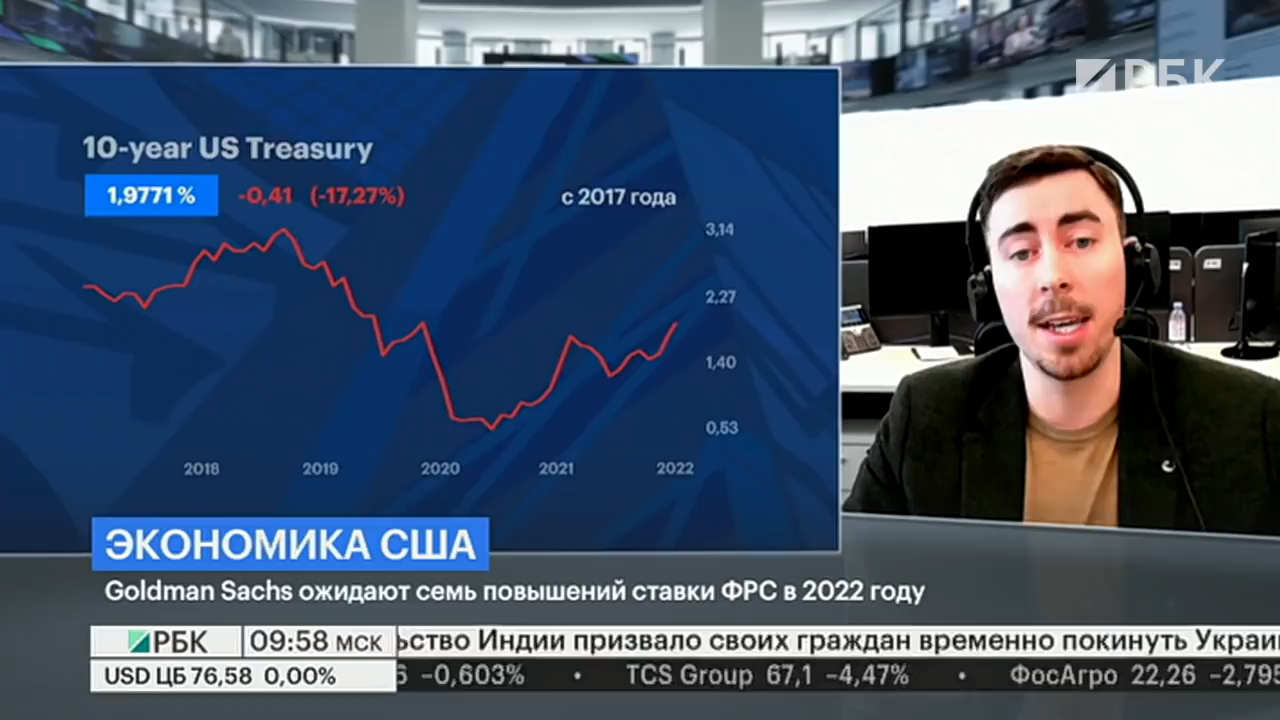 РБК
10-year US Treasury
1,9771 % -0,41 (-17,27%)
с 2017 года
3,14
2,27
1,40
0,53
2018 2019 2020 2021 2022
ЭКОНОМИКА США
Goldman Sachs ожидают семь повышений ставки ФРС в 2022 году
РБК 09:58 МСК
ьство Индии призвало своих граждан временно покинуть Украи
USD ЦБ 76,58 0,00%
6 −0,603% • TCS Group 67,1 −4,47% • ФосАгро 22,26 −2,795